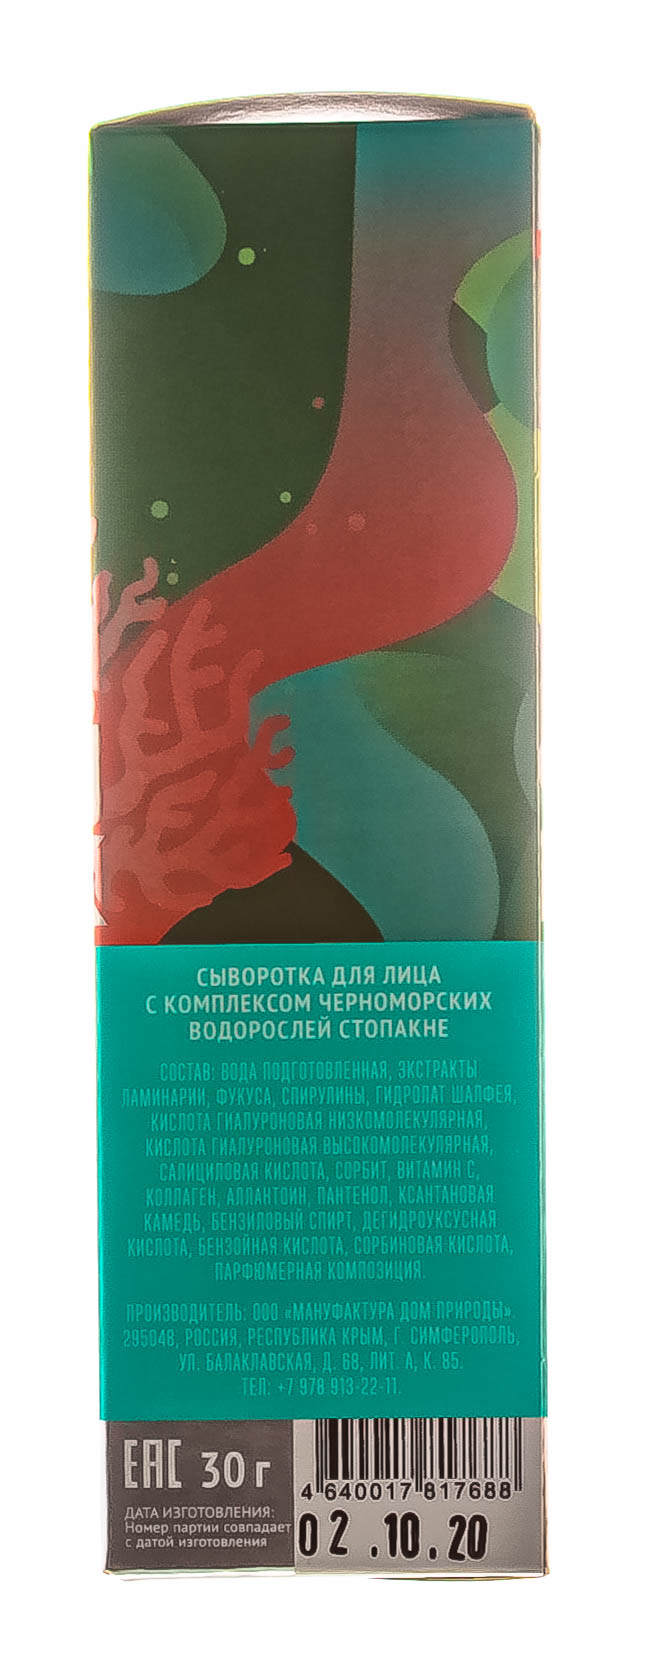 СЫВОРОТКА ДЛЯ ЛИЦА
С КОМПЛЕКСОМ ЧЕРНОМОРСКИХ
ВОДОРОСЛЕЙ СТОПАКНЕ
СОСТАВ: ВОДА ПОДГОТОВЛЕННАЯ, ЭКСТРАКТЫ
ЛАМИНАРИИ, ФУКУСА, СПИРУЛИНЫ, ГИДРОЛАТ ШАЛФЕЯ,
КИСЛОТА ГИАЛУРОНОВАЯ НИЗКОМОЛЕКУЛЯРНАЯ,
КИСЛОТА ГИАЛУРОНОВАЯ ВЫСОКОМОЛЕКУЛЯРНАЯ,
САЛИЦИЛОВАЯ КИСЛОТА, СОРБИТ, ВИТАМИН С,
КОЛЛАГЕН, АЛЛАНТОИН, ПАНТЕНОЛ, КСАНТАНОВАЯ
КАМЕДЬ, БЕНЗИЛОВЫЙ СПИРТ, ДЕГИДРОУКСУСНАЯ
КИСЛОТА, БЕНЗОЙНАЯ КИСЛОТА, СОРБИНОВАЯ КИСЛОТА,
ПАРФЮМЕРНАЯ КОМПОЗИЦИЯ.
ПРОИЗВОДИТЕЛЬ: ООО «МАНУФАКТУРА ДОМ ПРИРОДЫ».
295048, РОССИЯ, РЕСПУБЛИКА КРЫМ, Г. СИМФЕРОПОЛЬ,
УЛ. БАЛАКЛАВСКАЯ, Д. 68, ЛИТ. А, К. 85.
ТЕЛ: +7 978 913-22-11.
ЕАС 30 г
4 640017 817688
ДАТА ИЗГОТОВЛЕНИЯ:
Номер партии совпадает
с датой изготовления
02.10.20